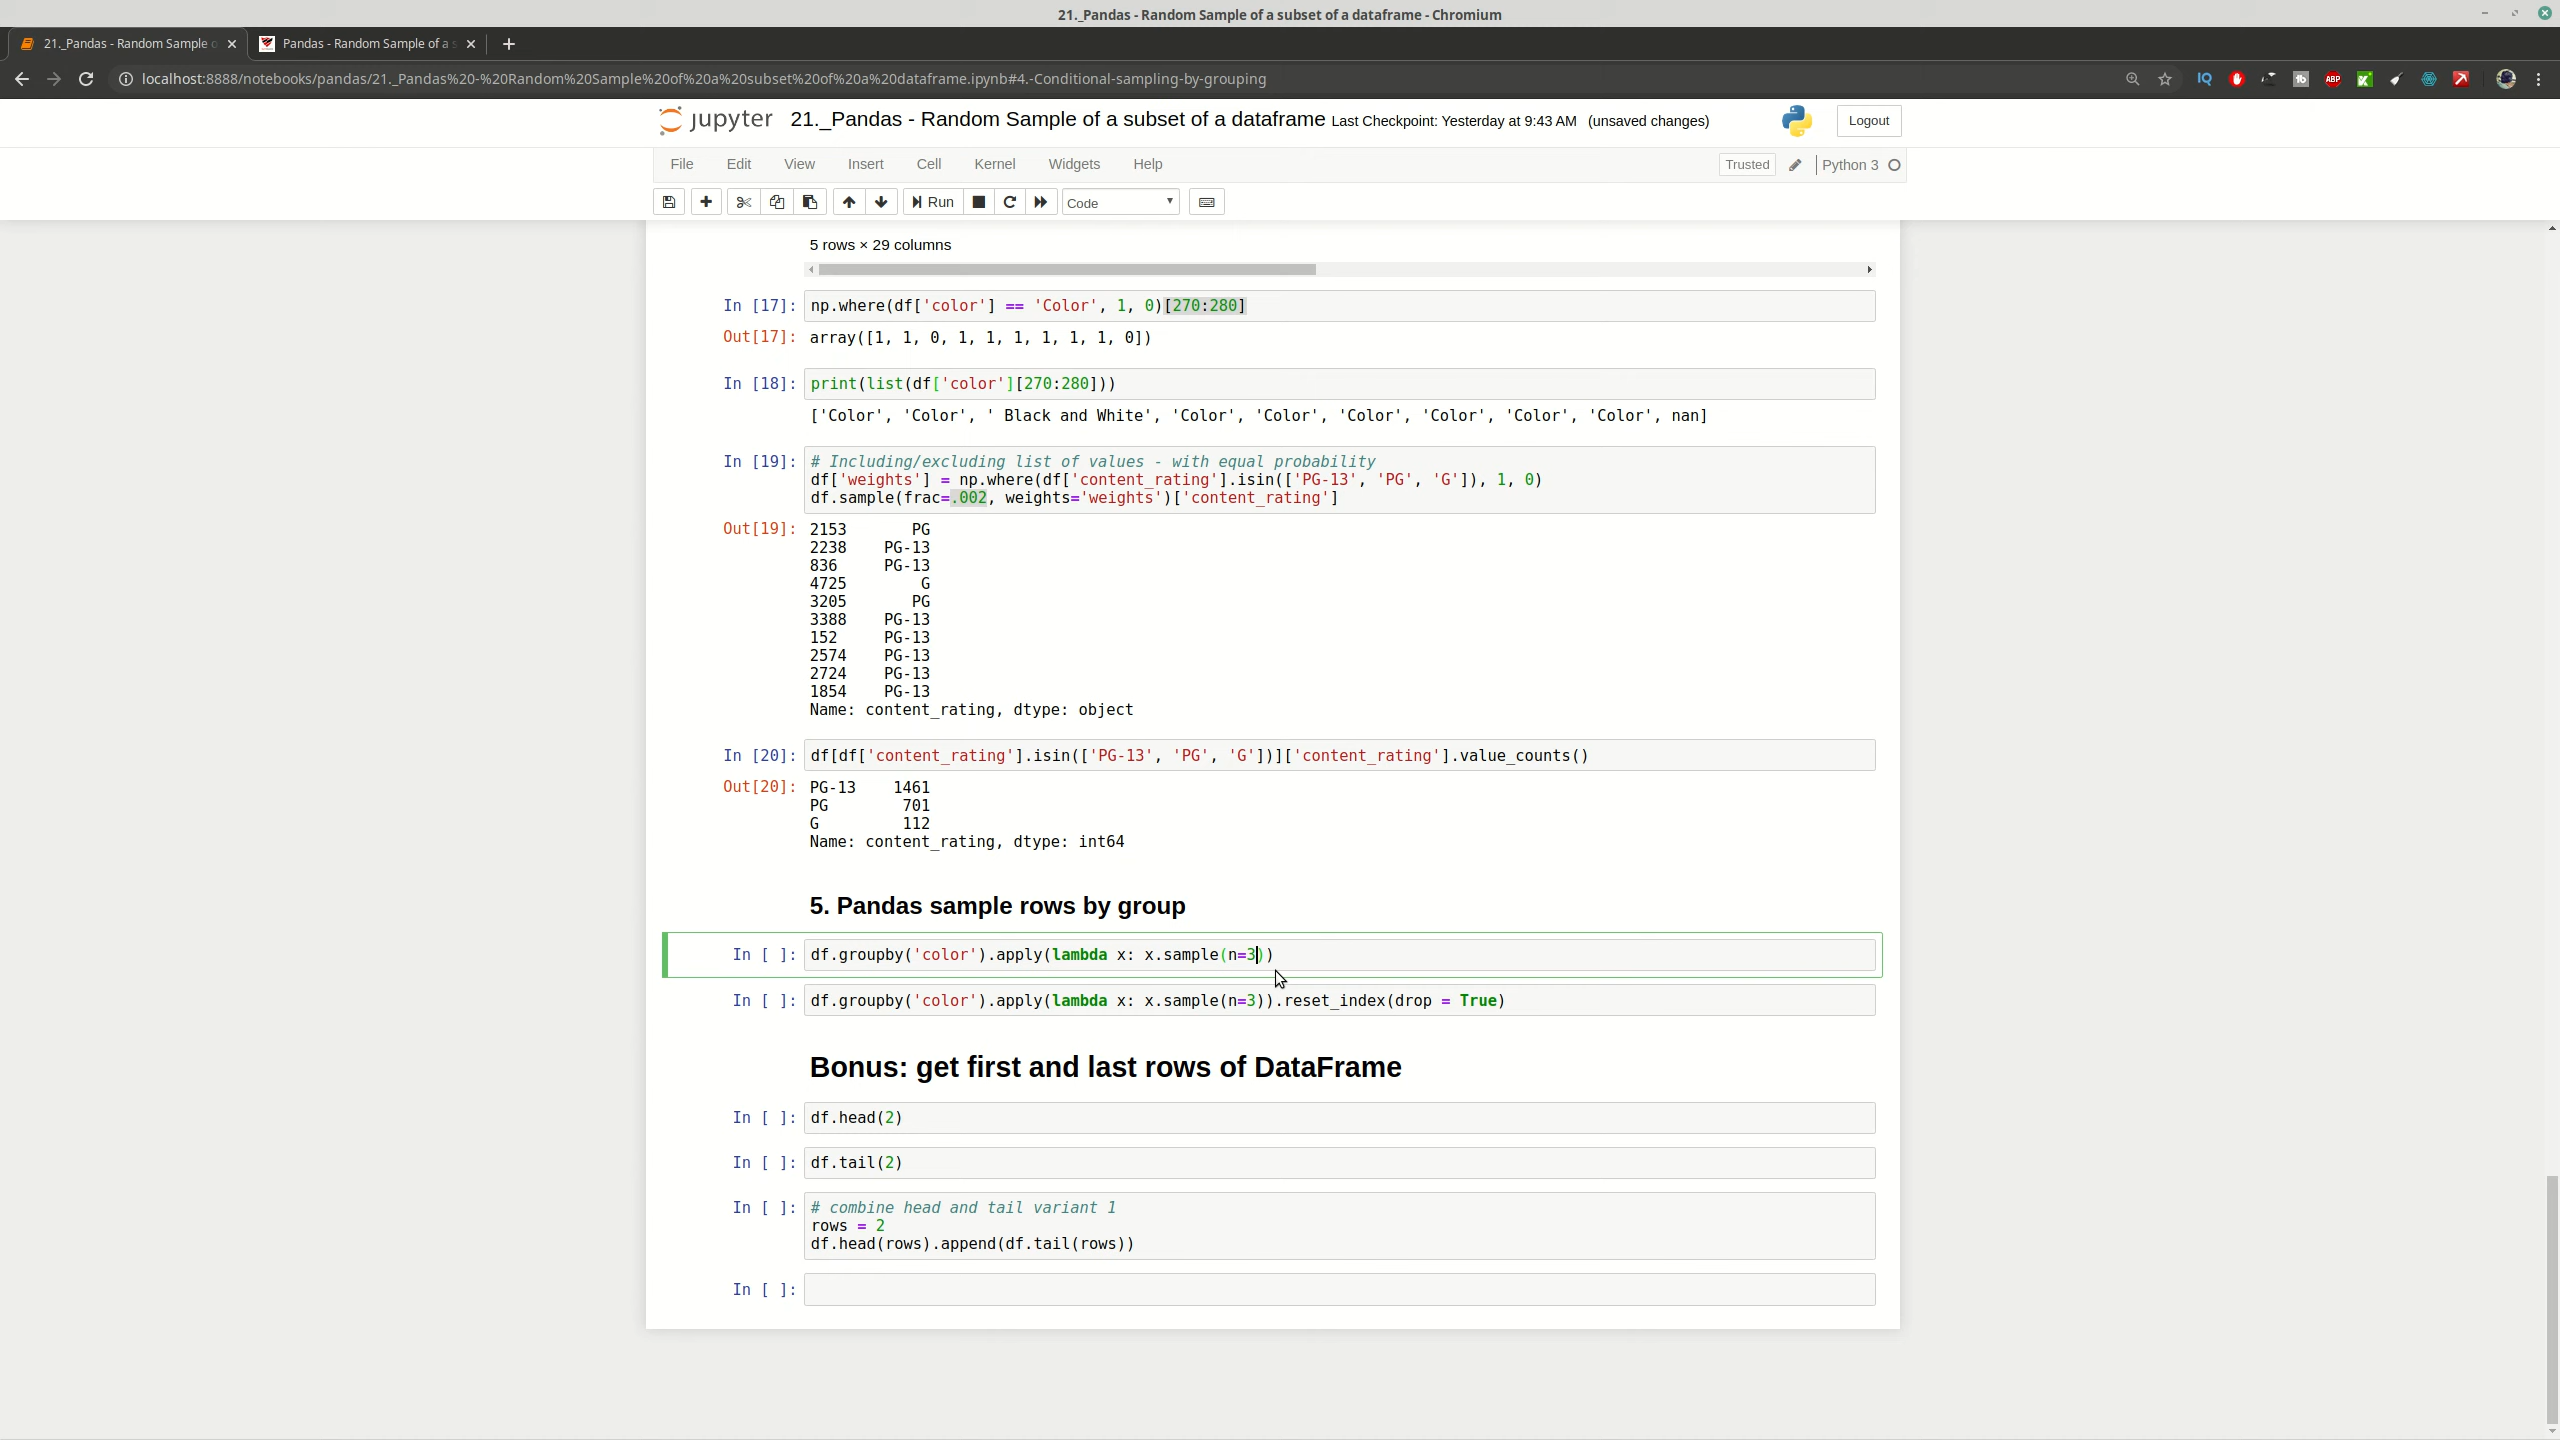 21._Pandas - Random Sample of a subset of a dataframe - Chromium
21._Pandas - Random Sample o
Pandas - Random Sample of a s
localhost:8888/notebooks/pandas/21._Pandas%20-%20Random%20Sample%20of%20a%20subset%20of%20a%20dataframe.ipynb#4.-Conditional-sampling-by-grouping
IQ
ABP
jupyter 21._Pandas - Random Sample of a subset of a dataframe Last Checkpoint: Yesterday at 9:43 AM (unsaved changes)
Logout
File Edit View Insert Cell Kernel Widgets Help
Trusted Python 3
Run Code
5 rows × 29 columns
In [17]: np.where(df['color'] == 'Color', 1, 0)[270:280]
Out[17]: array([1, 1, 0, 1, 1, 1, 1, 1, 1, 0])
In [18]: print(list(df['color'][270:280]))
['Color', 'Color', ' Black and White', 'Color', 'Color', 'Color', 'Color', 'Color', 'Color', nan]
In [19]: # Including/excluding list of values - with equal probability
df['weights'] = np.where(df['content_rating'].isin(['PG-13', 'PG', 'G']), 1, 0)
df.sample(frac=.002, weights='weights')['content_rating']
Out[19]: 2153 PG
2238 PG-13
836 PG-13
4725 G
3205 PG
3388 PG-13
152 PG-13
2574 PG-13
2724 PG-13
1854 PG-13
Name: content_rating, dtype: object
In [20]: df[df['content_rating'].isin(['PG-13', 'PG', 'G'])]['content_rating'].value_counts()
Out[20]: PG-13 1461
PG 701
G 112
Name: content_rating, dtype: int64
5. Pandas sample rows by group
In [ ]: df.groupby('color').apply(lambda x: x.sample(n=3))
In [ ]: df.groupby('color').apply(lambda x: x.sample(n=3)).reset_index(drop = True)
Bonus: get first and last rows of DataFrame
In [ ]: df.head(2)
In [ ]: df.tail(2)
In [ ]: # combine head and tail variant 1
rows = 2
df.head(rows).append(df.tail(rows))
In [ ]: